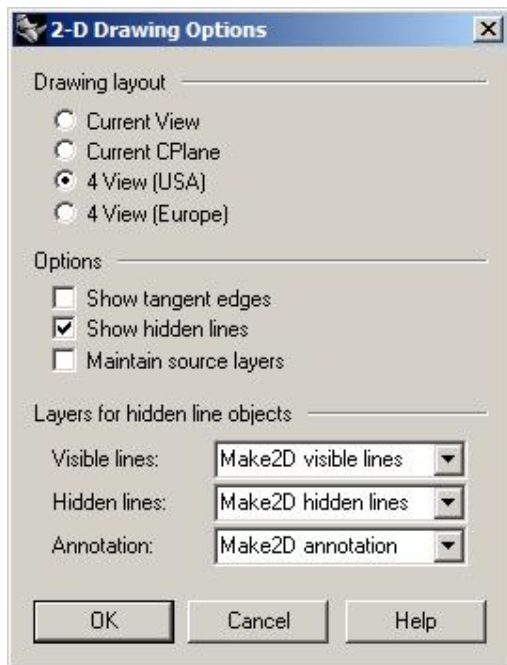 2-D Drawing Options
Drawing layout
Current View
Current CPlane
4 View (USA)
4 View (Europe)
Options
Show tangent edges
Show hidden lines
Maintain source layers
Layers for hidden line objects
Visible lines: Make2D visible lines
Hidden lines: Make2D hidden lines
Annotation: Make2D annotation
OK Cancel Help